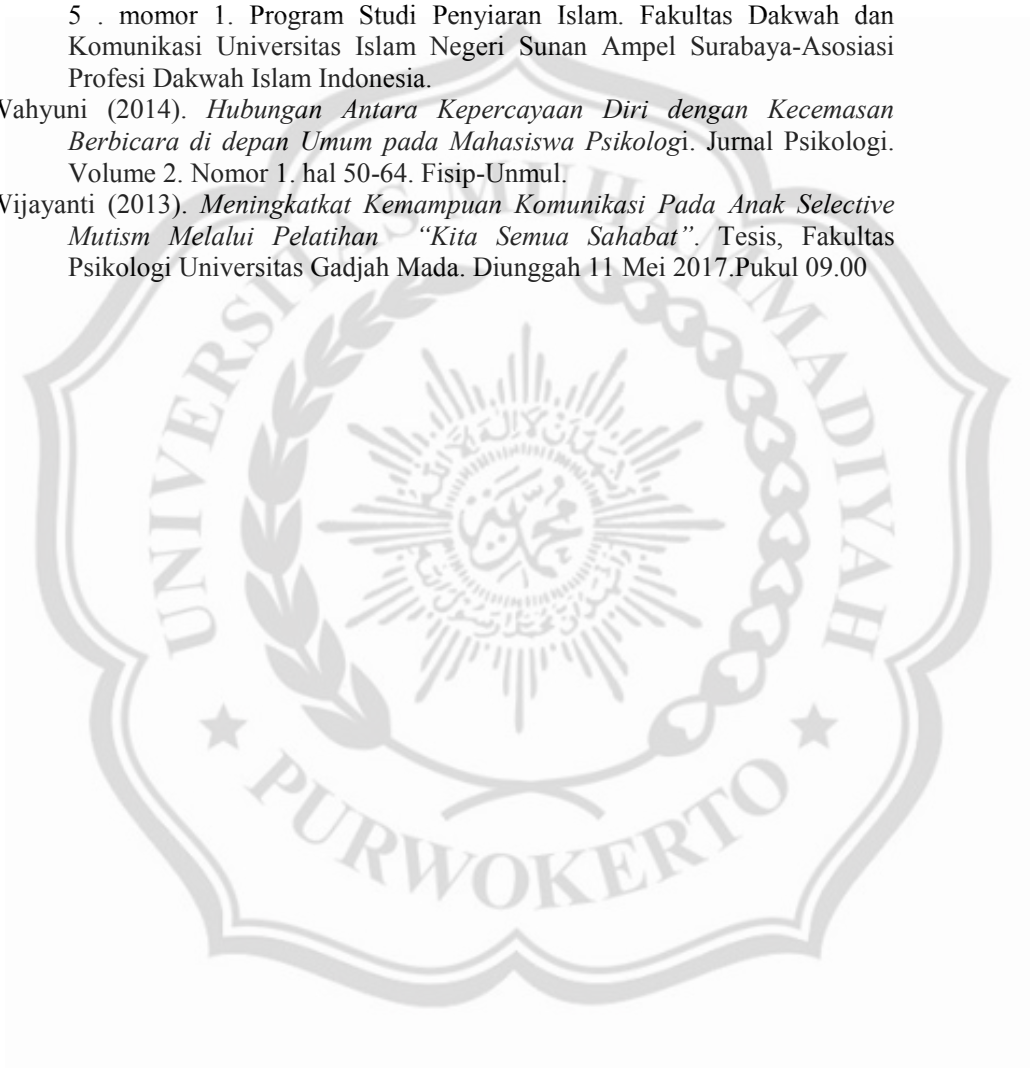 5 . momor 1. Program Studi Penyiaran Islam. Fakultas Dakwah dan
Komunikasi Universitas Islam Negeri Sunan Ampel Surabaya-Asosiasi
Profesi Dakwah Islam Indonesia.
Vahyuni (2014). Hubungan Antara Kepercayaan Diri dengan Kecemasan
Berbicara di depan Umum pada Mahasiswa Psikologi. Jurnal Psikologi.
Volume 2. Nomor 1. hal 50-64. Fisip-Unmul.
Vijayanti (2013). Meningkatkat Kemampuan Komunikasi Pada Anak Selective
Mutism Melalui Pelatihan “Kita Semua Sahabat”. Tesis, Fakultas
Psikologi Universitas Gadjah Mada. Diunggah 11 Mei 2017.Pukul 09.00
UNIVERSITAS MUHAMMADIYAH
محمد
PURWOKERTO